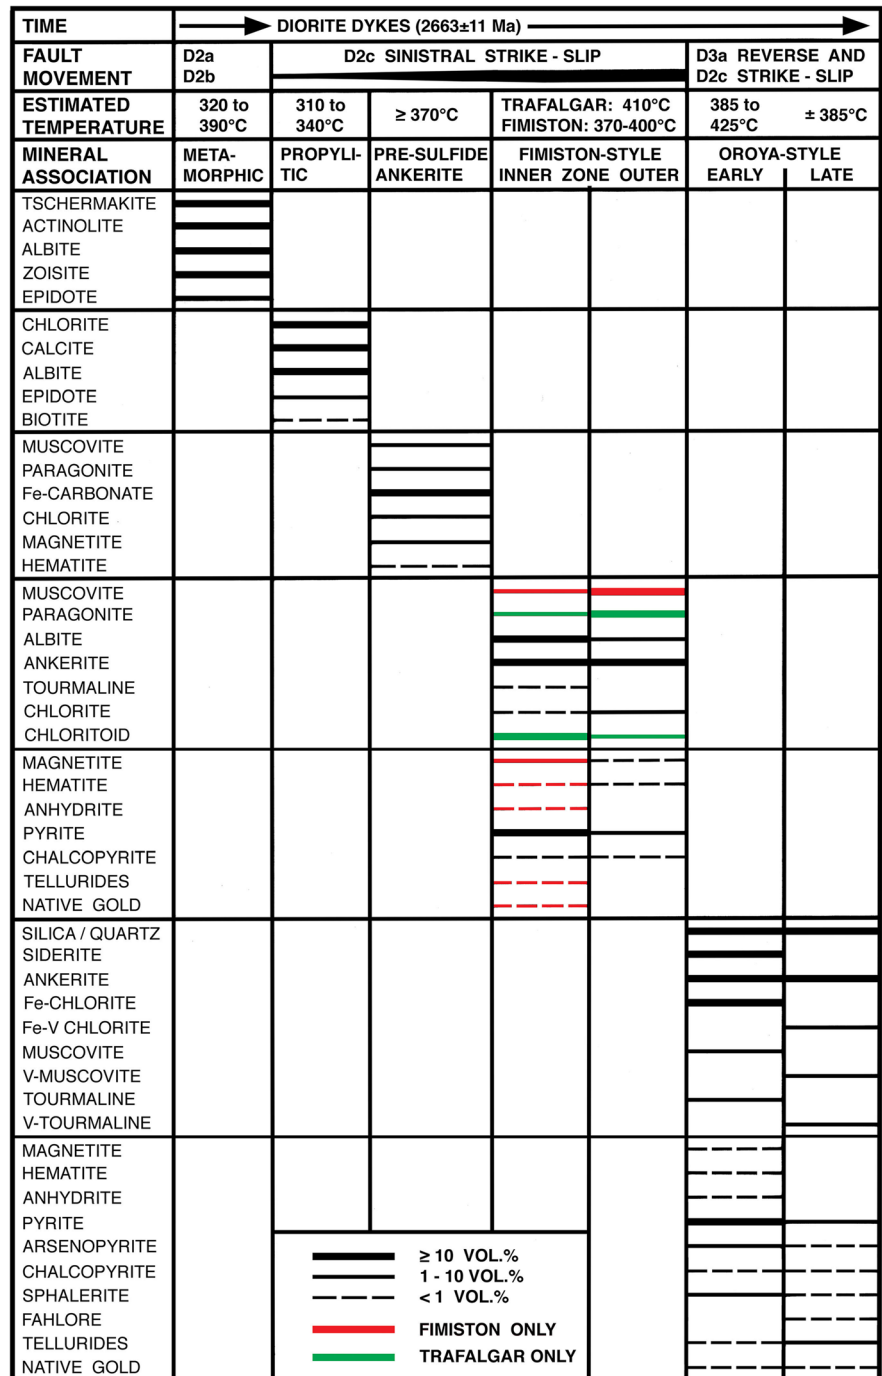 TIME DIORITE DYKES (2663±11 Ma)
FAULT MOVEMENT D2a D2b D2c SINISTRAL STRIKE - SLIP D3a REVERSE AND D2c STRIKE - SLIP
ESTIMATED TEMPERATURE 320 to 390°C 310 to 340°C ≥ 370°C TRAFALGAR: 410°C FIMISTON: 370-400°C 385 to 425°C ± 385°C
MINERAL ASSOCIATION META-MORPHIC PROPYLI-TIC PRE-SULFIDE ANKERITE FIMISTON-STYLE INNER ZONE OUTER OROYA-STYLE EARLY LATE
TSCHERMAKITE
ACTINOLITE
ALBITE
ZOISITE
EPIDOTE
CHLORITE
CALCITE
ALBITE
EPIDOTE
BIOTITE
MUSCOVITE
PARAGONITE
Fe-CARBONATE
CHLORITE
MAGNETITE
HEMATITE
MUSCOVITE
PARAGONITE
ALBITE
ANKERITE
TOURMALINE
CHLORITE
CHLORITOID
MAGNETITE
HEMATITE
ANHYDRITE
PYRITE
CHALCOPYRITE
TELLURIDES
NATIVE GOLD
SILICA / QUARTZ
SIDERITE
ANKERITE
Fe-CHLORITE
Fe-V CHLORITE
MUSCOVITE
V-MUSCOVITE
TOURMALINE
V-TOURMALINE
MAGNETITE
HEMATITE
ANHYDRITE
PYRITE
ARSENOPYRITE
CHALCOPYRITE
SPHALERITE
FAHLORE
TELLURIDES
NATIVE GOLD
≥ 10 VOL.%
1 - 10 VOL.%
< 1 VOL.%
FIMISTON ONLY
TRAFALGAR ONLY